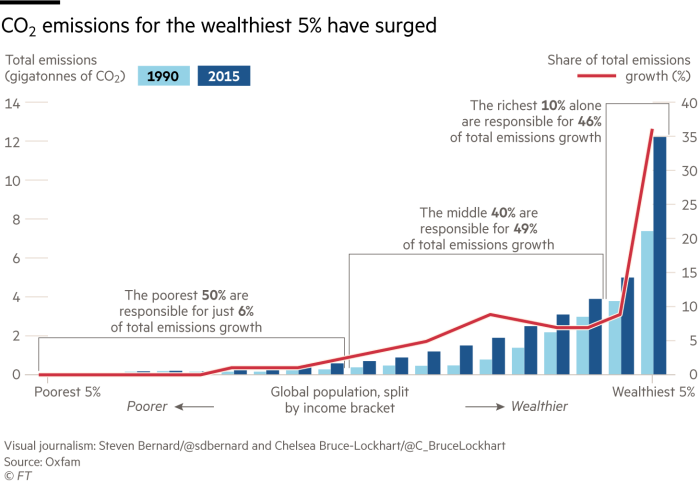 CO₂ emissions for the wealthiest 5% have surged
Total emissions
(gigatonnes of CO₂)
1990
2015
Share of total emissions
growth (%)
14
12
10
8
6
4
2
0
40
35
30
25
20
15
10
5
0
The richest 10% alone
are responsible for 46%
of total emissions growth
The middle 40% are
responsible for 49%
of total emissions growth
The poorest 50% are
responsible for just 6%
of total emissions growth
Poorest 5%
Global population, split
by income bracket
Wealthiest 5%
Poorer
Wealthier
Visual journalism: Steven Bernard/@sdbernard and Chelsea Bruce-Lockhart/@C_BruceLockhart
Source: Oxfam
© FT